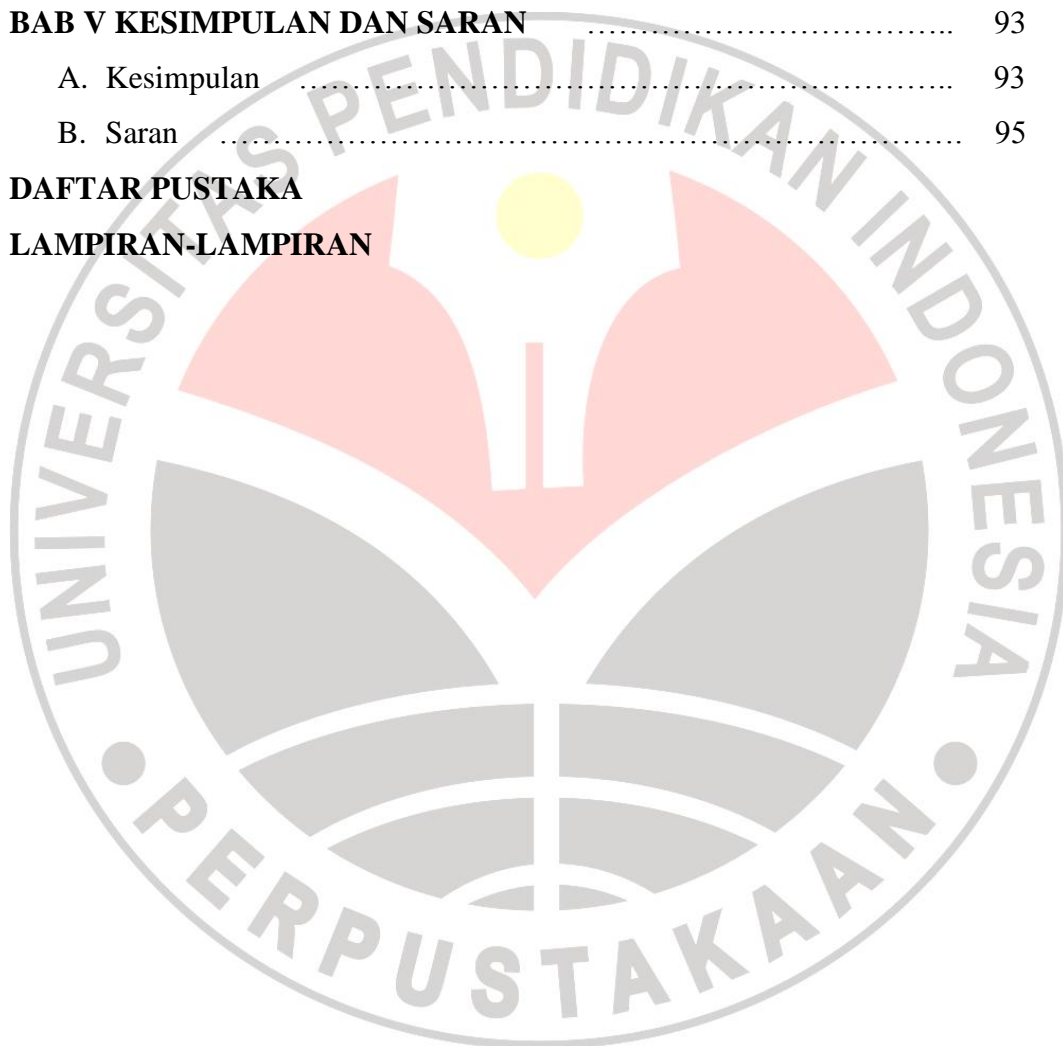 BAB V KESIMPULAN DAN SARAN ……………………………….. 93
A. Kesimpulan ……………………………………………………….. 93
B. Saran ………………………………………………………………. 95
DAFTAR PUSTAKA
LAMPIRAN-LAMPIRAN
UNIVERSITAS PENDIDIKAN INDONESIA
PERPUSTAKAAN